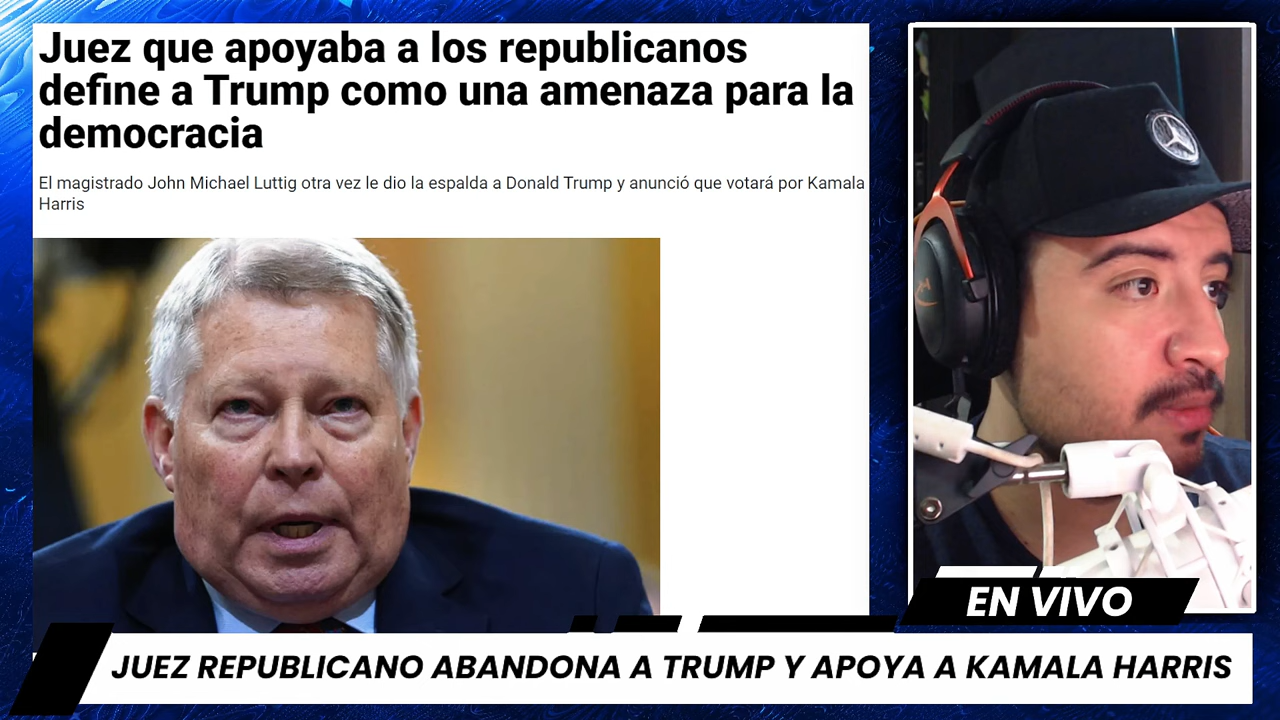 Juez que apoyaba a los republicanos
define a Trump como una amenaza para la
democracia
El magistrado John Michael Luttig otra vez le dio la espalda a Donald Trump y anunció que votará por Kamala
Harris
EN VIVO
JUEZ REPUBLICANO ABANDONA A TRUMP Y APOYA A KAMALA HARRIS